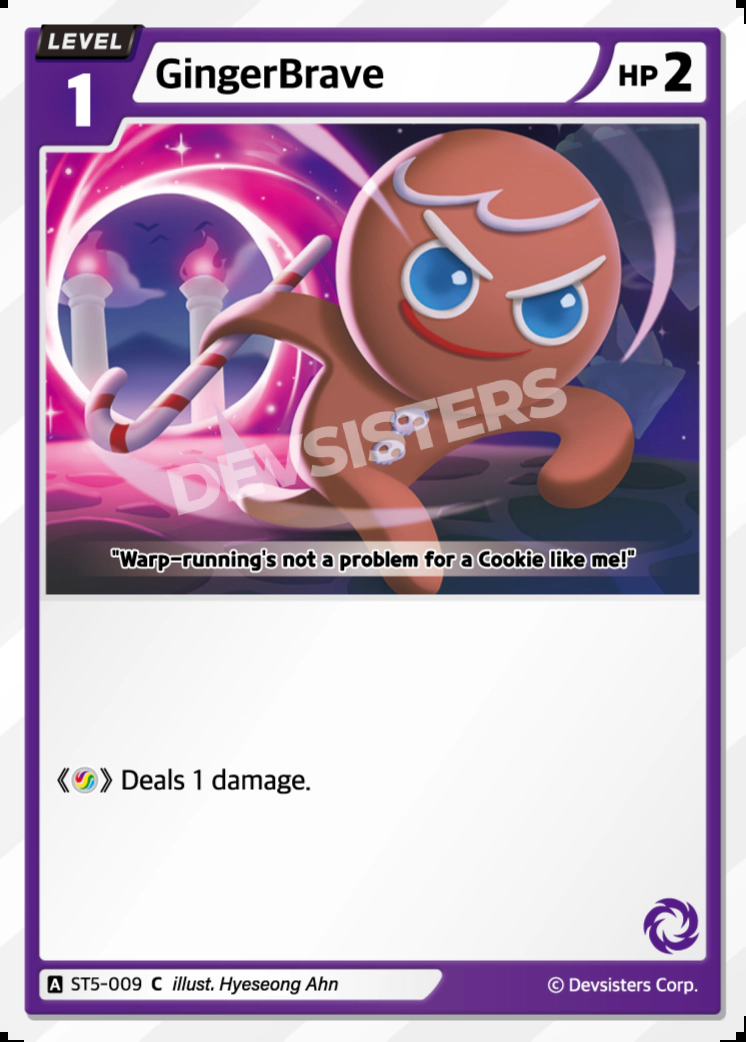 LEVEL
1
GingerBrave
HP 2
DEVSISTERS
"Warp-running's not a problem for a Cookie like me!"
《》 Deals 1 damage.
A ST5-009 C illust. Hyeseong Ahn
© Devsisters Corp.